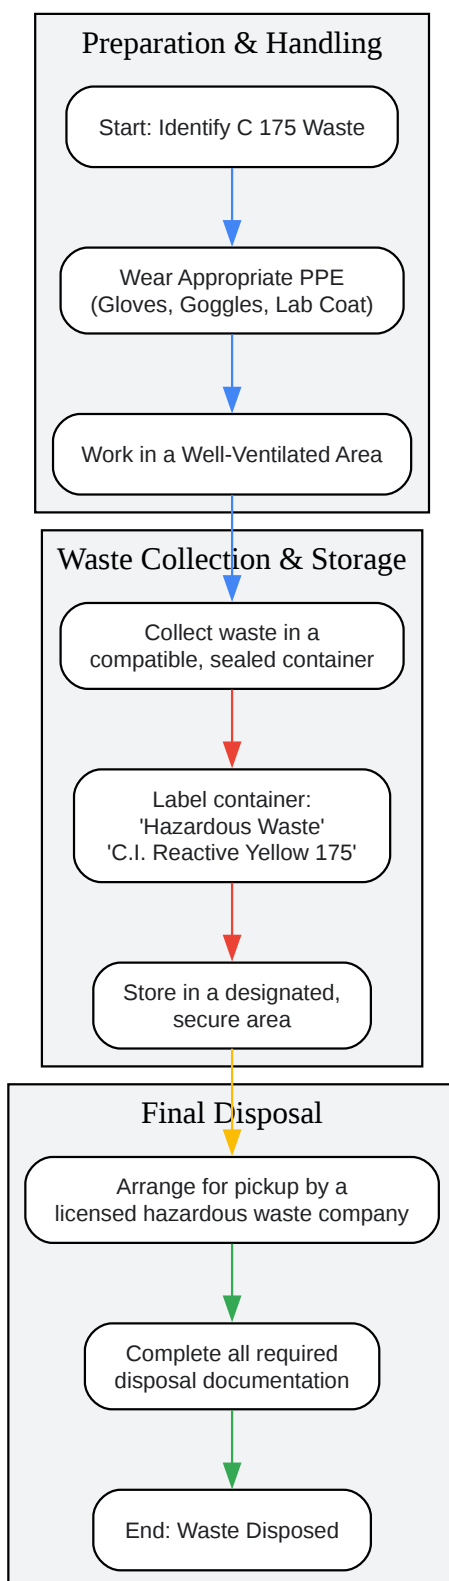 Preparation & Handling
Start: Identify C 175 Waste
Wear Appropriate PPE
(Gloves, Goggles, Lab Coat)
Work in a Well-Ventilated Area
Waste Collection & Storage
Collect waste in a
compatible, sealed container
Label container:
'Hazardous Waste'
'C.I. Reactive Yellow 175'
Store in a designated,
secure area
Final Disposal
Arrange for pickup by a
licensed hazardous waste company
Complete all required
disposal documentation
End: Waste Disposed